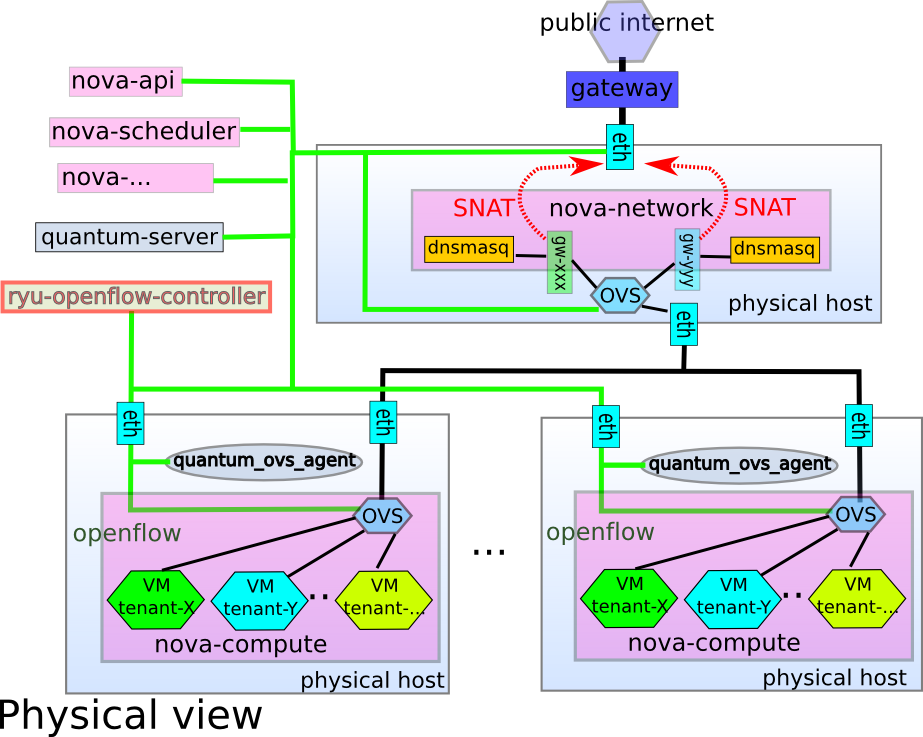 public internet
gateway
eth
nova-api
nova-scheduler
nova-...
quantum-server
ryu-openflow-controller
SNAT
nova-network
SNAT
dnsmasq
gw-xxx
gw-yyy
dnsmasq
OVS
physical host
eth
eth
eth
quantum_ovs_agent
OVS
openflow
VM
tenant-X
VM
tenant-Y
..
VM
tenant-...
nova-compute
physical host
...
eth
eth
quantum_ovs_agent
OVS
openflow
VM
tenant-X
VM
tenant-Y
..
VM
tenant-...
nova-compute
physical host
Physical view